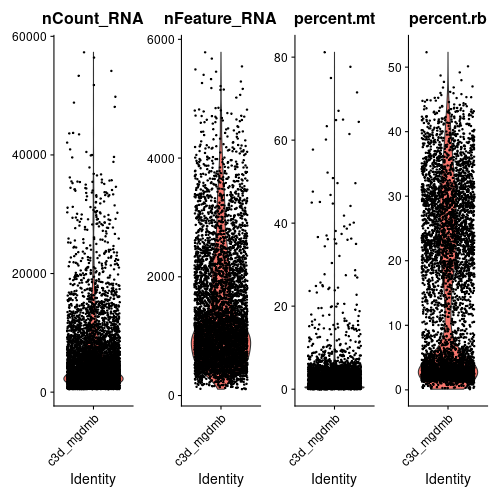 nCount_RNA
60000
40000
20000
0
c3d_mgdmb
Identity
nFeature_RNA
6000
4000
2000
0
c3d_mgdmb
Identity
percent.mt
80
60
40
20
0
c3d_mgdmb
Identity
percent.rb
50
40
30
20
10
0
c3d_mgdmb
Identity